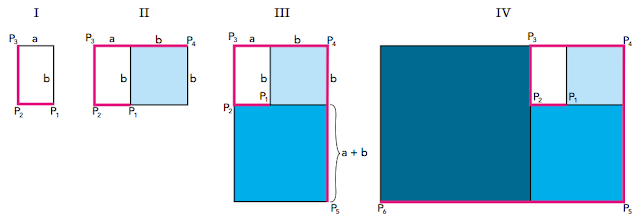 I II III IV
P3 a
b
P2 P1
P3 a b P4
b b
P2 P1
P3 a b P4
b b
P1
P2
a + b
P5
P3 P4
P2 P1
P6 P5